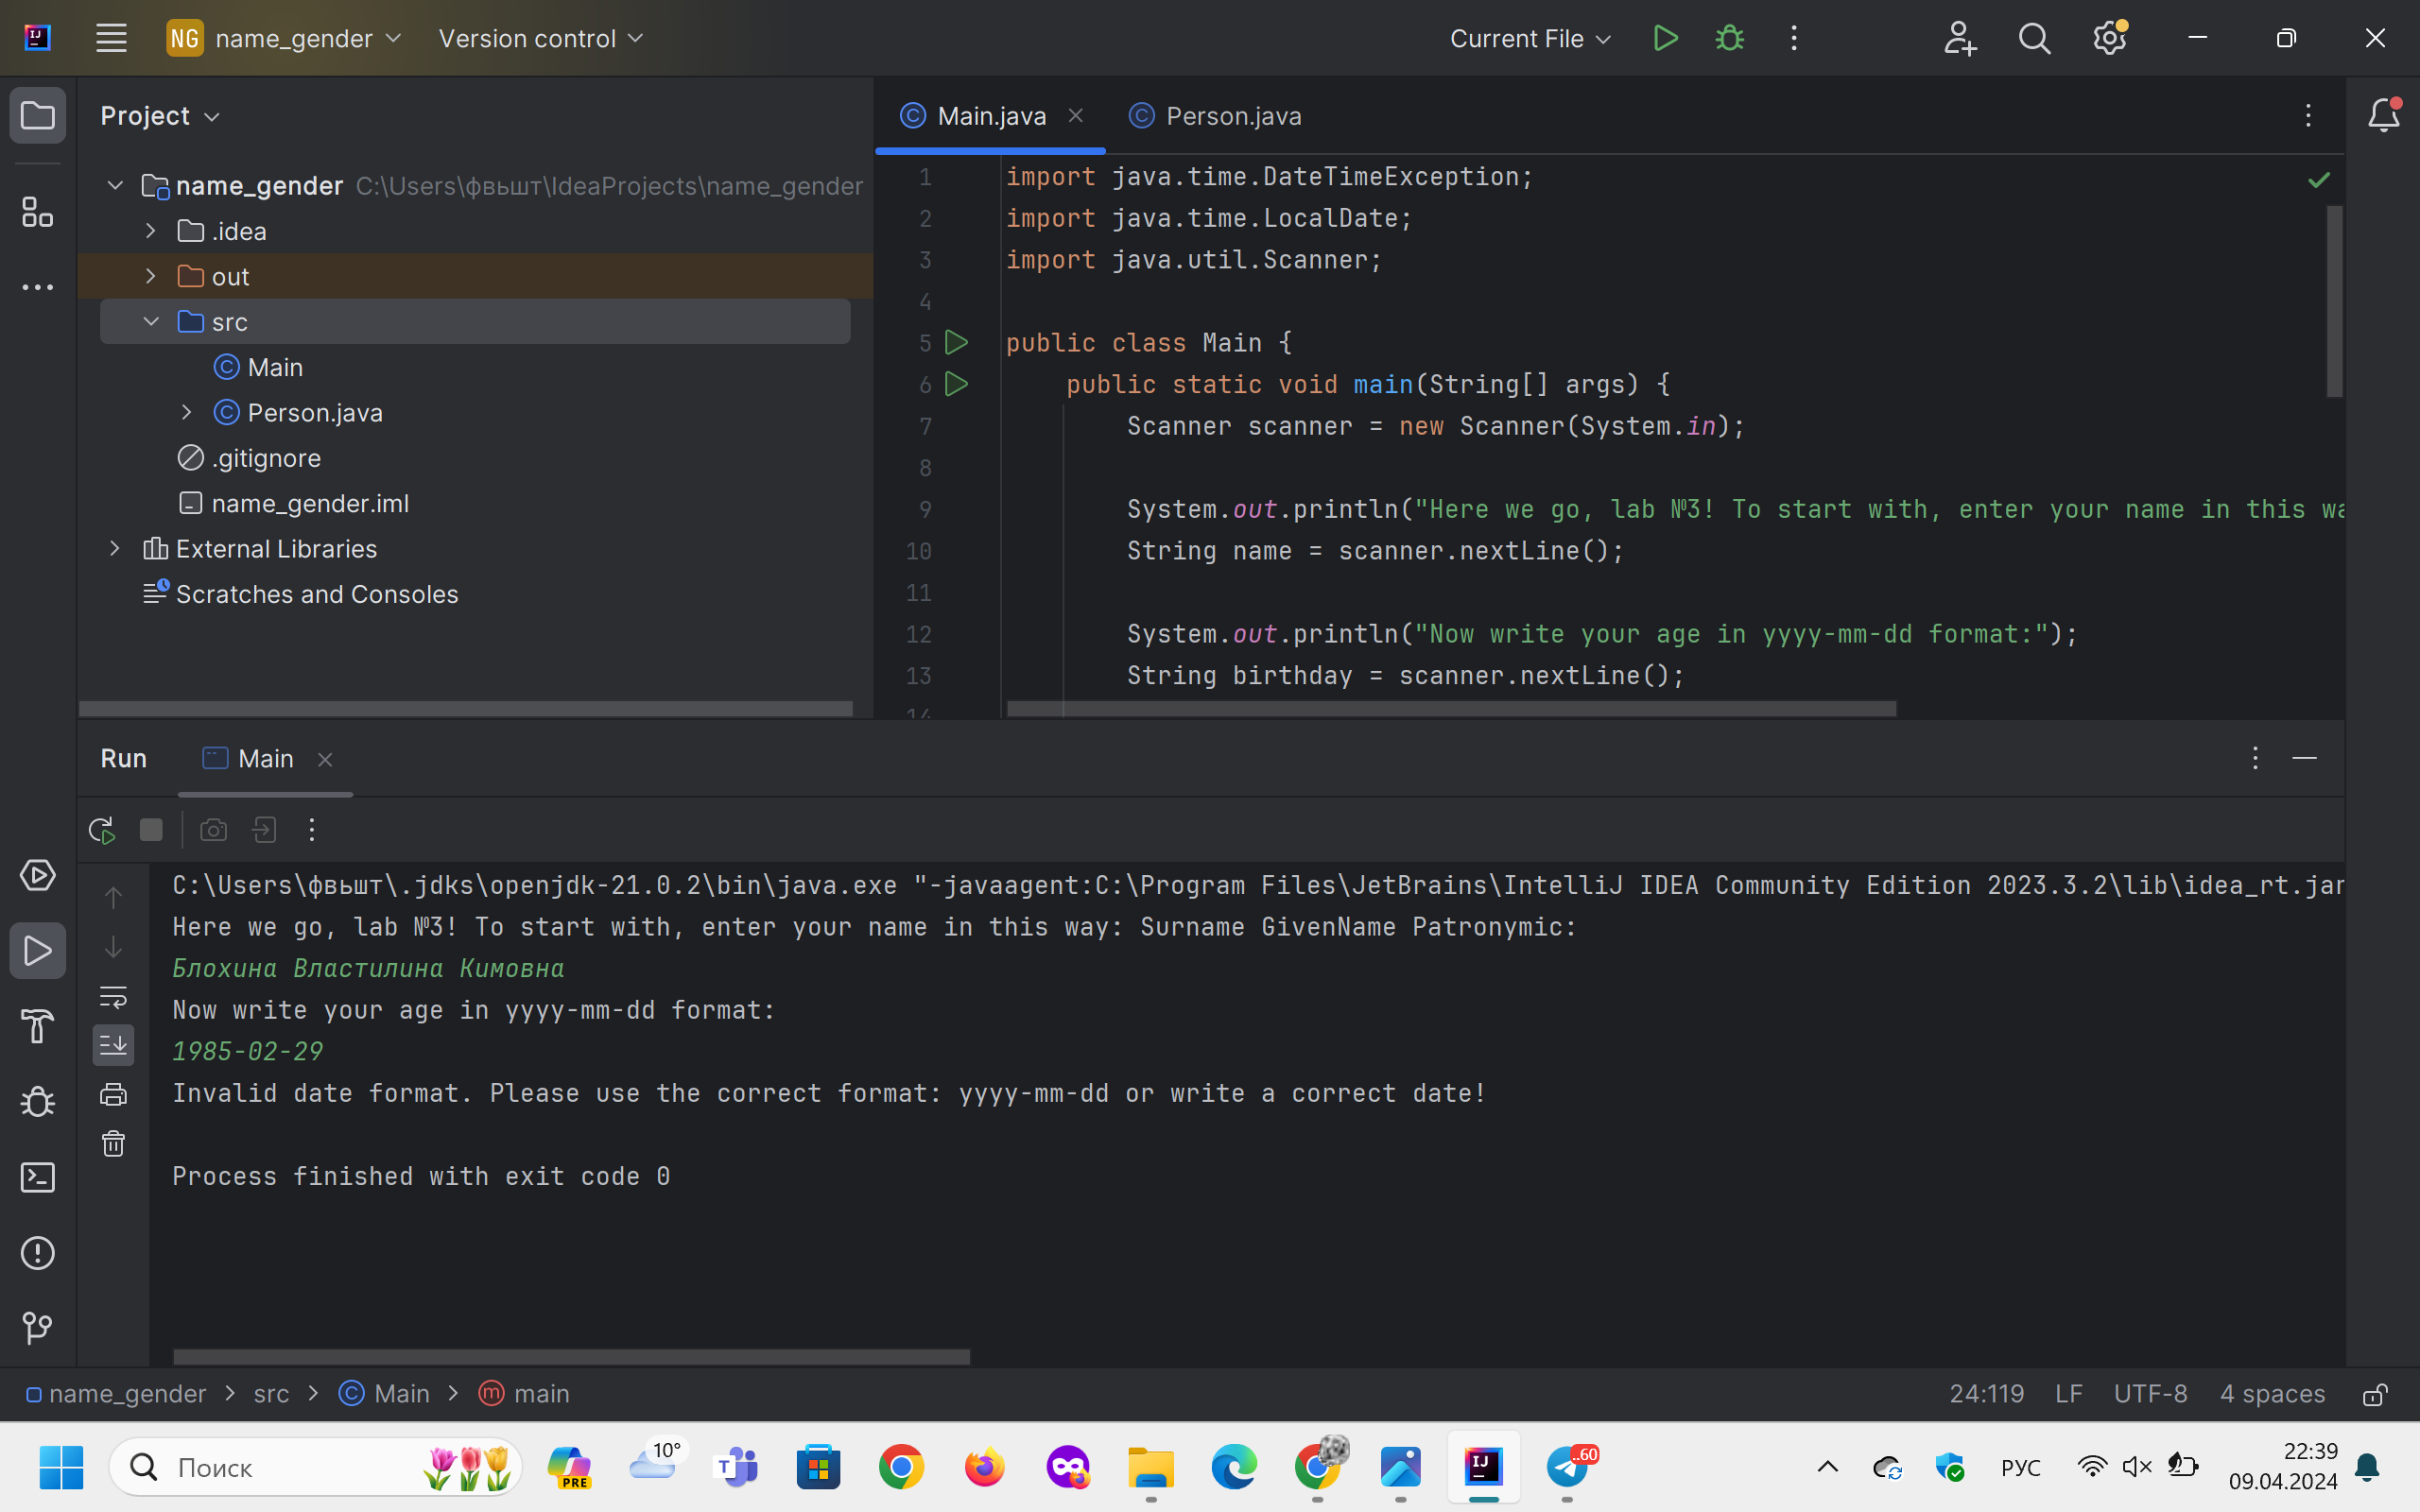 NG name_gender Version control Current File
Project
name_gender C:\Users\фвьшт\IdeaProjects\name_gender
.idea
out
src
Main
Person.java
.gitignore
name_gender.iml
External Libraries
Scratches and Consoles
Main.java Person.java
1 import java.time.DateTimeException;
2 import java.time.LocalDate;
3 import java.util.Scanner;
4
5 public class Main {
6 public static void main(String[] args) {
7 Scanner scanner = new Scanner(System.in);
8
9 System.out.println("Here we go, lab №3! To start with, enter your name in this wa
10 String name = scanner.nextLine();
11
12 System.out.println("Now write your age in yyyy-mm-dd format:");
13 String birthday = scanner.nextLine();
14
Run Main
C:\Users\фвьшт\.jdks\openjdk-21.0.2\bin\java.exe "-javaagent:C:\Program Files\JetBrains\IntelliJ IDEA Community Edition 2023.3.2\lib\idea_rt.jar
Here we go, lab №3! To start with, enter your name in this way: Surname GivenName Patronymic:
Блохина Властилина Кимовна
Now write your age in yyyy-mm-dd format:
1985-02-29
Invalid date format. Please use the correct format: yyyy-mm-dd or write a correct date!
Process finished with exit code 0
name_gender > src > Main > main 24:119 LF UTF-8 4 spaces
Поиск PRE 10° ..60 РУС 22:39
09.04.2024